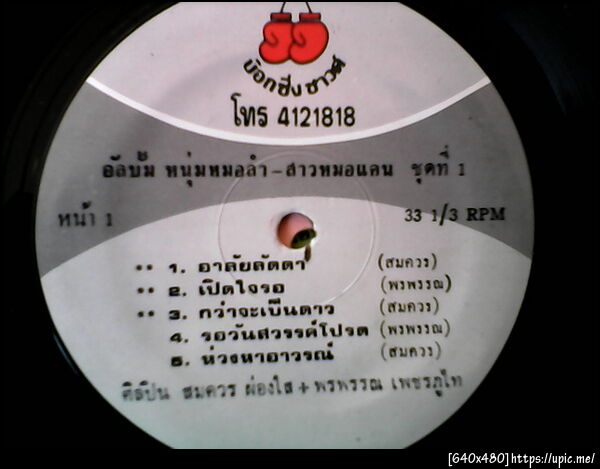 บ๊อกซิ่งซาวด์
โทร 4121818
อัลบั้ม หนุ่มหมอลำ - สาวหมอแคน ชุดที่ 1
หน้า 1
33 1/3 RPM
•• 1. อาลัยลัดดา (สมควร)
•• 2. เปิดใจรอ (พรพรรณ)
•• 3. กว่าจะเป็นดาว (สมควร)
4. รอวันสวรรค์โปรด (พรพรรณ)
5. ห่วงหาอาวรณ์ (สมควร)
ศิลปิน สมควร ผ่องใส + พรพรรณ เพชรภูไท
[640x480]https://upic.me/